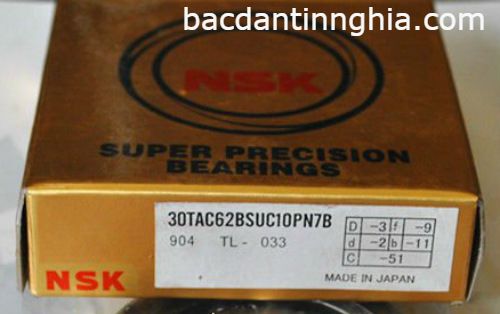 bacdantinnghia.com
NSK
SUPER PRECISION
BEARINGS
30TAC62BSUC10PN7B
904 TL - 033
D -3 f -9
d -2 b -11
C -51
MADE IN JAPAN
NSK